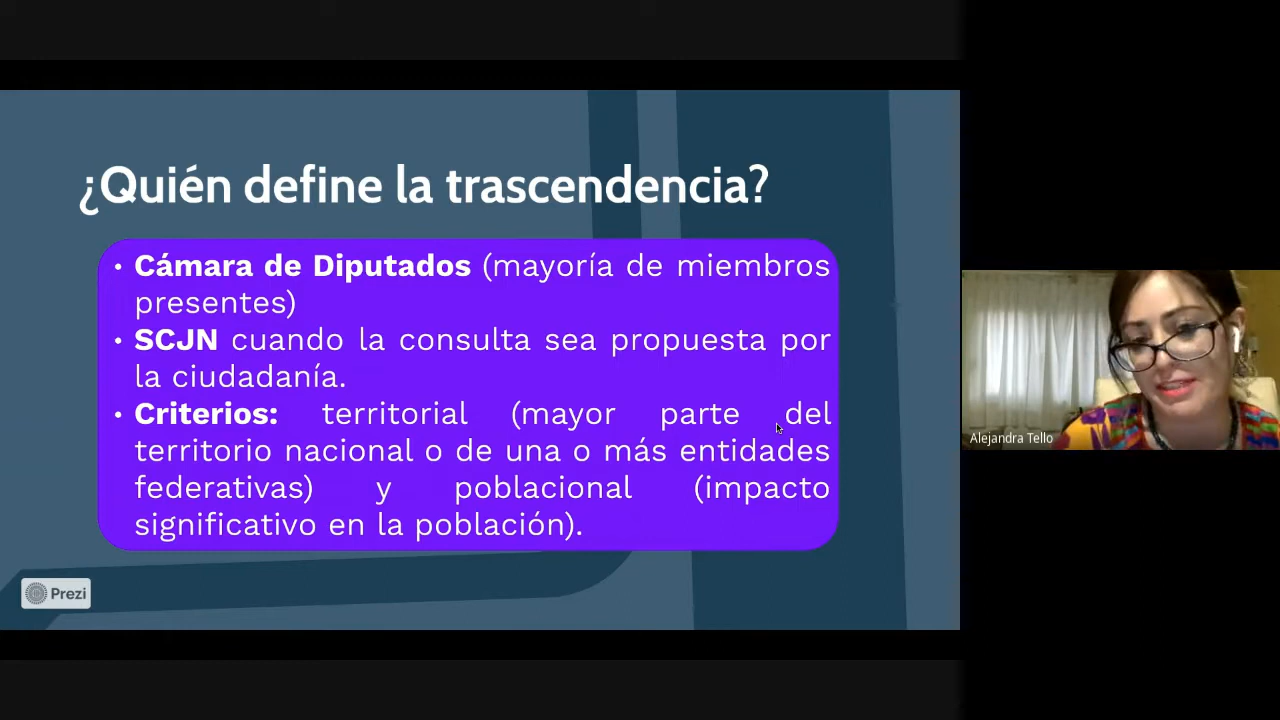 ¿Quién define la trascendencia?
• Cámara de Diputados (mayoría de miembros
presentes)
• SCJN cuando la consulta sea propuesta por
la ciudadanía.
• Criterios: territorial (mayor parte del
territorio nacional o de una o más entidades
federativas) y poblacional (impacto
significativo en la población).
Prezi
Alejandra Tello